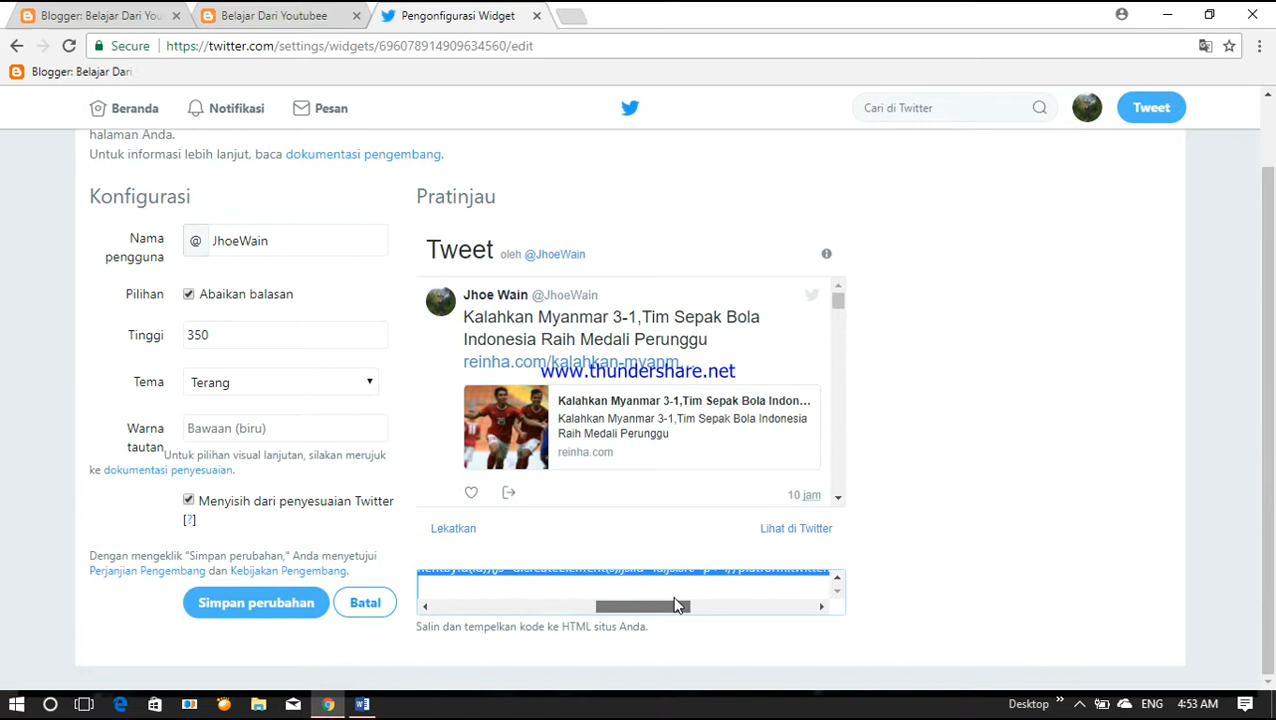 Blogger: Belajar Dari You
Belajar Dari Youtubee
Pengonfigurasi Widget
Secure
https://twitter.com/settings/widgets/696078914909634560/edit
Blogger: Belajar Dari
Beranda
Notifikasi
Pesan
Cari di Twitter
Tweet
halaman Anda.
Untuk informasi lebih lanjut, baca dokumentasi pengembang.
Konfigurasi
Nama pengguna
@ JhoeWain
Pilihan
Abaikan balasan
Tinggi
350
Tema
Terang
Warna tautan
Bawaan (biru)
Untuk pilihan visual lanjutan, silakan merujuk
ke dokumentasi penyesuaian.
Menyisih dari penyesuaian Twitter
[?]
Dengan mengeklik "Simpan perubahan," Anda menyetujui
Perjanjian Pengembang dan Kebijakan Pengembang.
Simpan perubahan
Batal
Pratinjau
Tweet oleh @JhoeWain
Jhoe Wain @JhoeWain
Kalahkan Myanmar 3-1,Tim Sepak Bola
Indonesia Raih Medali Perunggu
reinha.com/kalahkan-myanm…
www.thundershare.net
Kalahkan Myanmar 3-1,Tim Sepak Bola Indon...
Kalahkan Myanmar 3-1,Tim Sepak Bola Indonesia
Raih Medali Perunggu
reinha.com
10 jam
Lekatkan
Lihat di Twitter
Salin dan tempelkan kode ke HTML situs Anda.
Desktop
ENG
4:53 AM